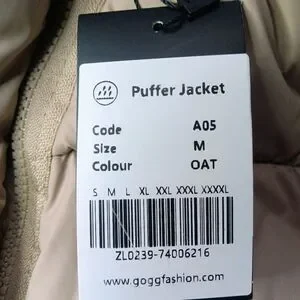 Puffer Jacket
Code A05
Size M
Colour OAT
S M L XL XXL XXXL XXXXL
ZL0239-74006216
www.goggfashion.com